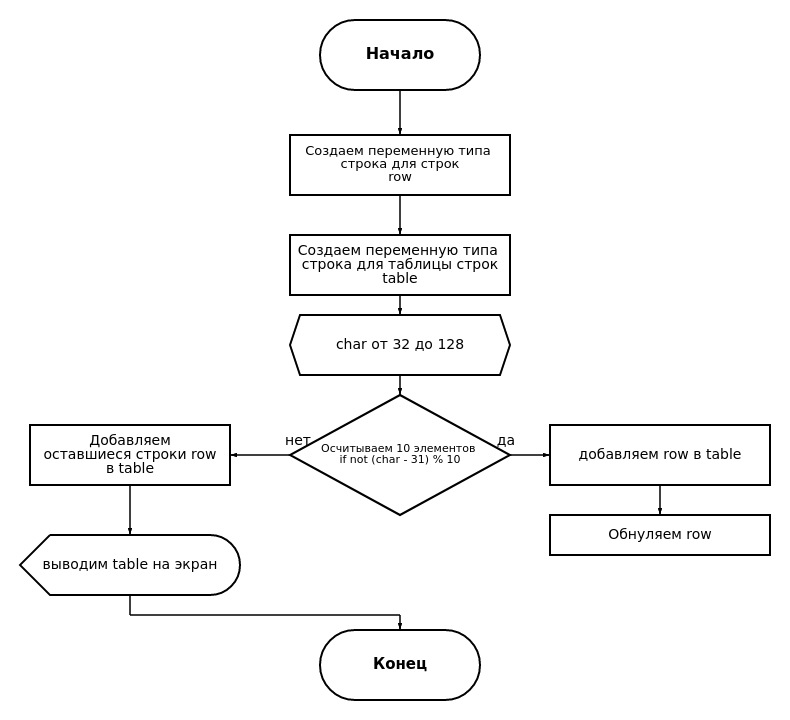 Начало
Создаем переменную типа
строка для строк
row
Создаем переменную типа
строка для таблицы строк
table
char от 32 до 128
нет
Осчитываем 10 элементов
if not (char - 31) % 10
да
Добавляем
оставшиеся строки row
в table
добавляем row в table
Обнуляем row
выводим table на экран
Конец